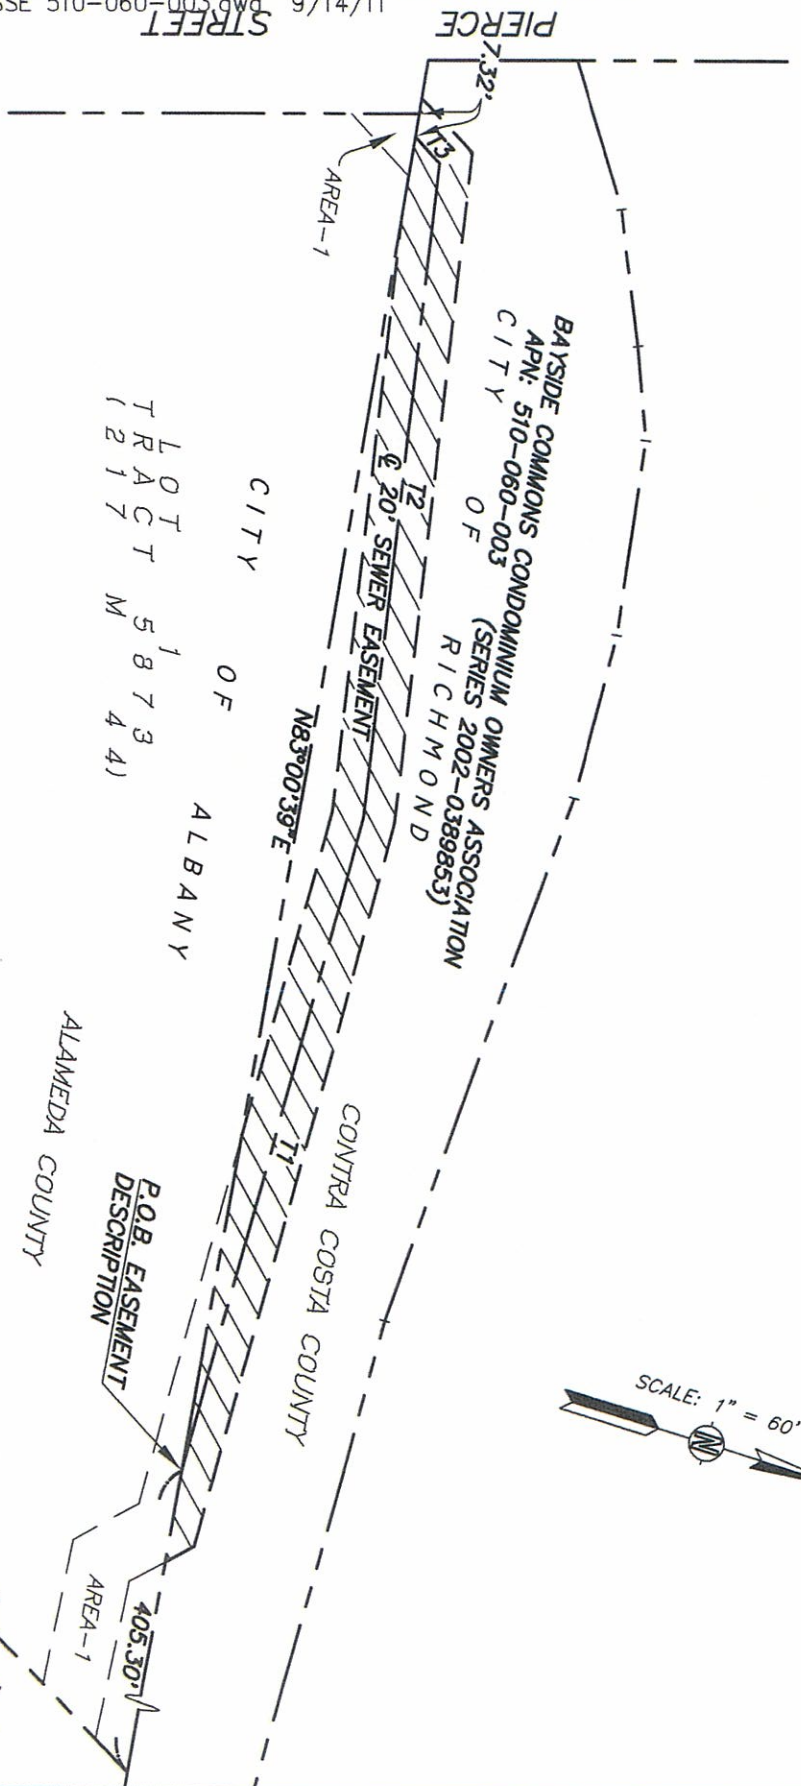 SSE 510-060-003.dwg 9/14/11
PIERCE STREET
7.32'
T3
AREA-1
BAYSIDE COMMONS CONDOMINIUM OWNERS ASSOCIATION
APN: 510-060-003 (SERIES 2002-0389853)
CITY OF RICHMOND
T2
℄ 20' SEWER EASEMENT
N83°00'39"E
CITY OF ALBANY
LOT 1
TRACT 5873
(217 M 44)
T1
CONTRA COSTA COUNTY
ALAMEDA COUNTY
P.O.B. EASEMENT
DESCRIPTION
SCALE: 1" = 60'
N
AREA-1
405.30'